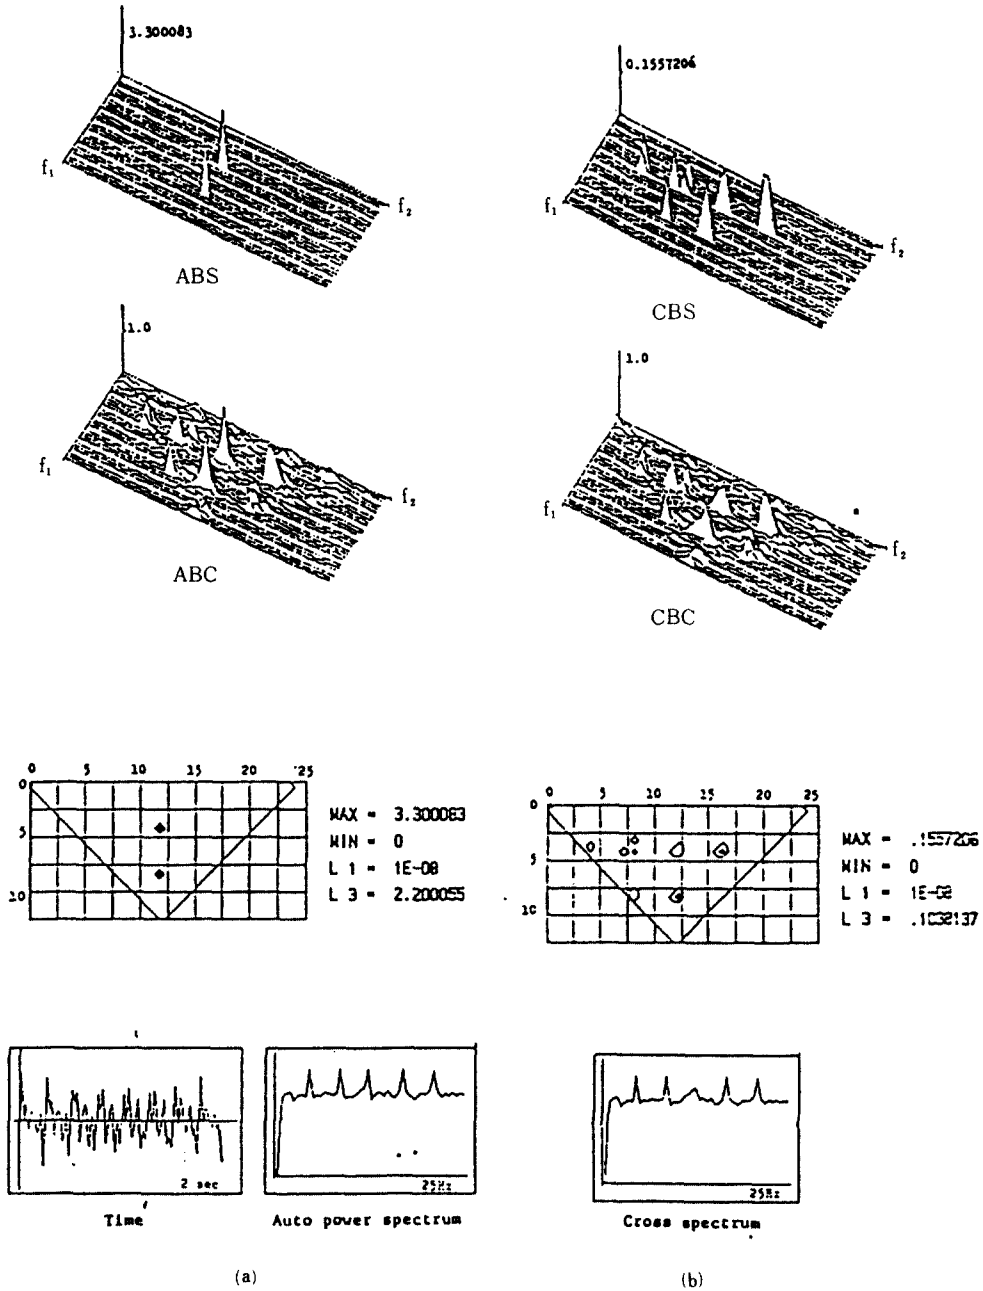 3.300083
f₁
f₂
ABS
0.1557206
f₁
f₂
CBS
1.0
f₁
f₂
ABC
1.0
f₁
f₂
CBC
0 5 10 15 20 25
0
5
10
MAX = 3.300083
MIN = 0
L 1 = 1E-08
L 3 = 2.200055
0 5 10 15 20 25
0
5
10
MAX = .1557206
MIN = 0
L 1 = 1E-08
L 3 =
2 sec
Time
25Hz
Auto power spectrum
25Hz
Cross spectrum
(a)
(b)